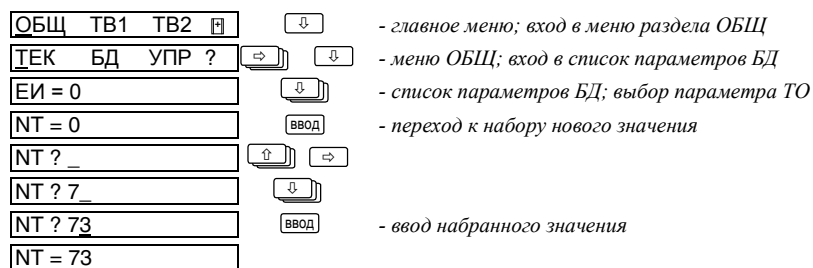 ОБЩ ТВ1 ТВ2 - главное меню; вход в меню раздела ОБЩ
ТЕК БД УПР ? - меню ОБЩ; вход в список параметров БД
ЕИ = 0 - список параметров БД; выбор параметра ТО
NT = 0 ВВОД - переход к набору нового значения
NT ? _
NT ? 7_
NT ? 73 ВВОД - ввод набранного значения
NT = 73